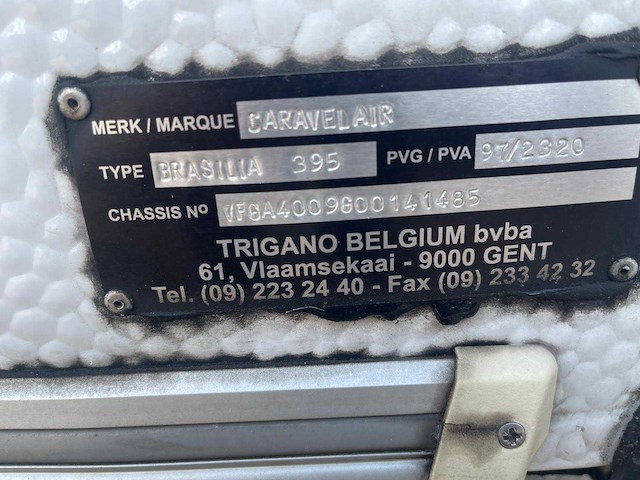 MERK / MARQUE CARAVELAIR
TYPE BRASILIA 395 PVG / PVA 97/2320
CHASSIS Nº VFGA4009G00141485
TRIGANO BELGIUM bvba
61, Vlaamsekaai - 9000 GENT
Tel. (09) 223 24 40 - Fax (09) 233 42 32